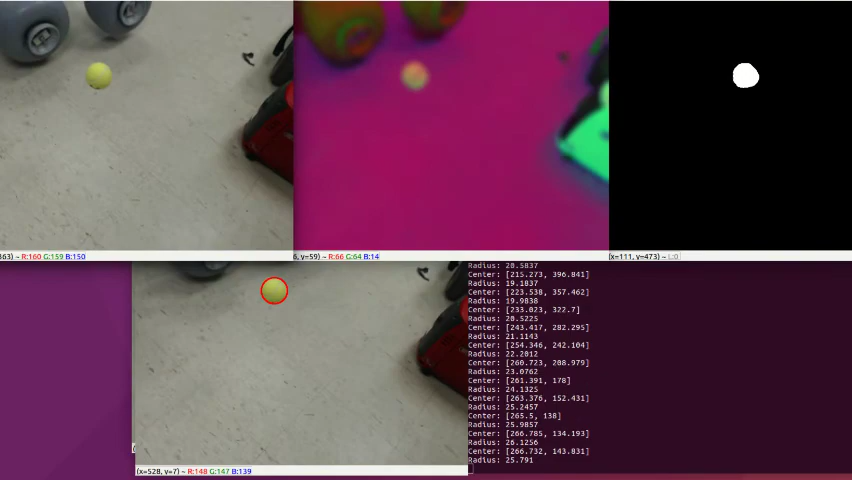 363) ~ R:160 G:159 B:150
6, y=59) ~ R:66 G:64 B:14
(x=111, y=473) ~ L:0
Radius: 20.5837
Center: [215.273, 396.841]
Radius: 19.1837
Center: [223.538, 357.462]
Radius: 19.9838
Center: [233.023, 322.7]
Radius: 20.5225
Center: [243.417, 282.295]
Radius: 21.1143
Center: [254.346, 242.104]
Radius: 22.2012
Center: [260.723, 208.979]
Radius: 23.0762
Center: [261.391, 178]
Radius: 24.1325
Center: [263.376, 152.431]
Radius: 25.2457
Center: [265.5, 138]
Radius: 25.9857
Center: [266.785, 134.193]
Radius: 26.1256
Center: [266.732, 143.831]
Radius: 25.791
(x=528, y=7) ~ R:148 G:147 B:139